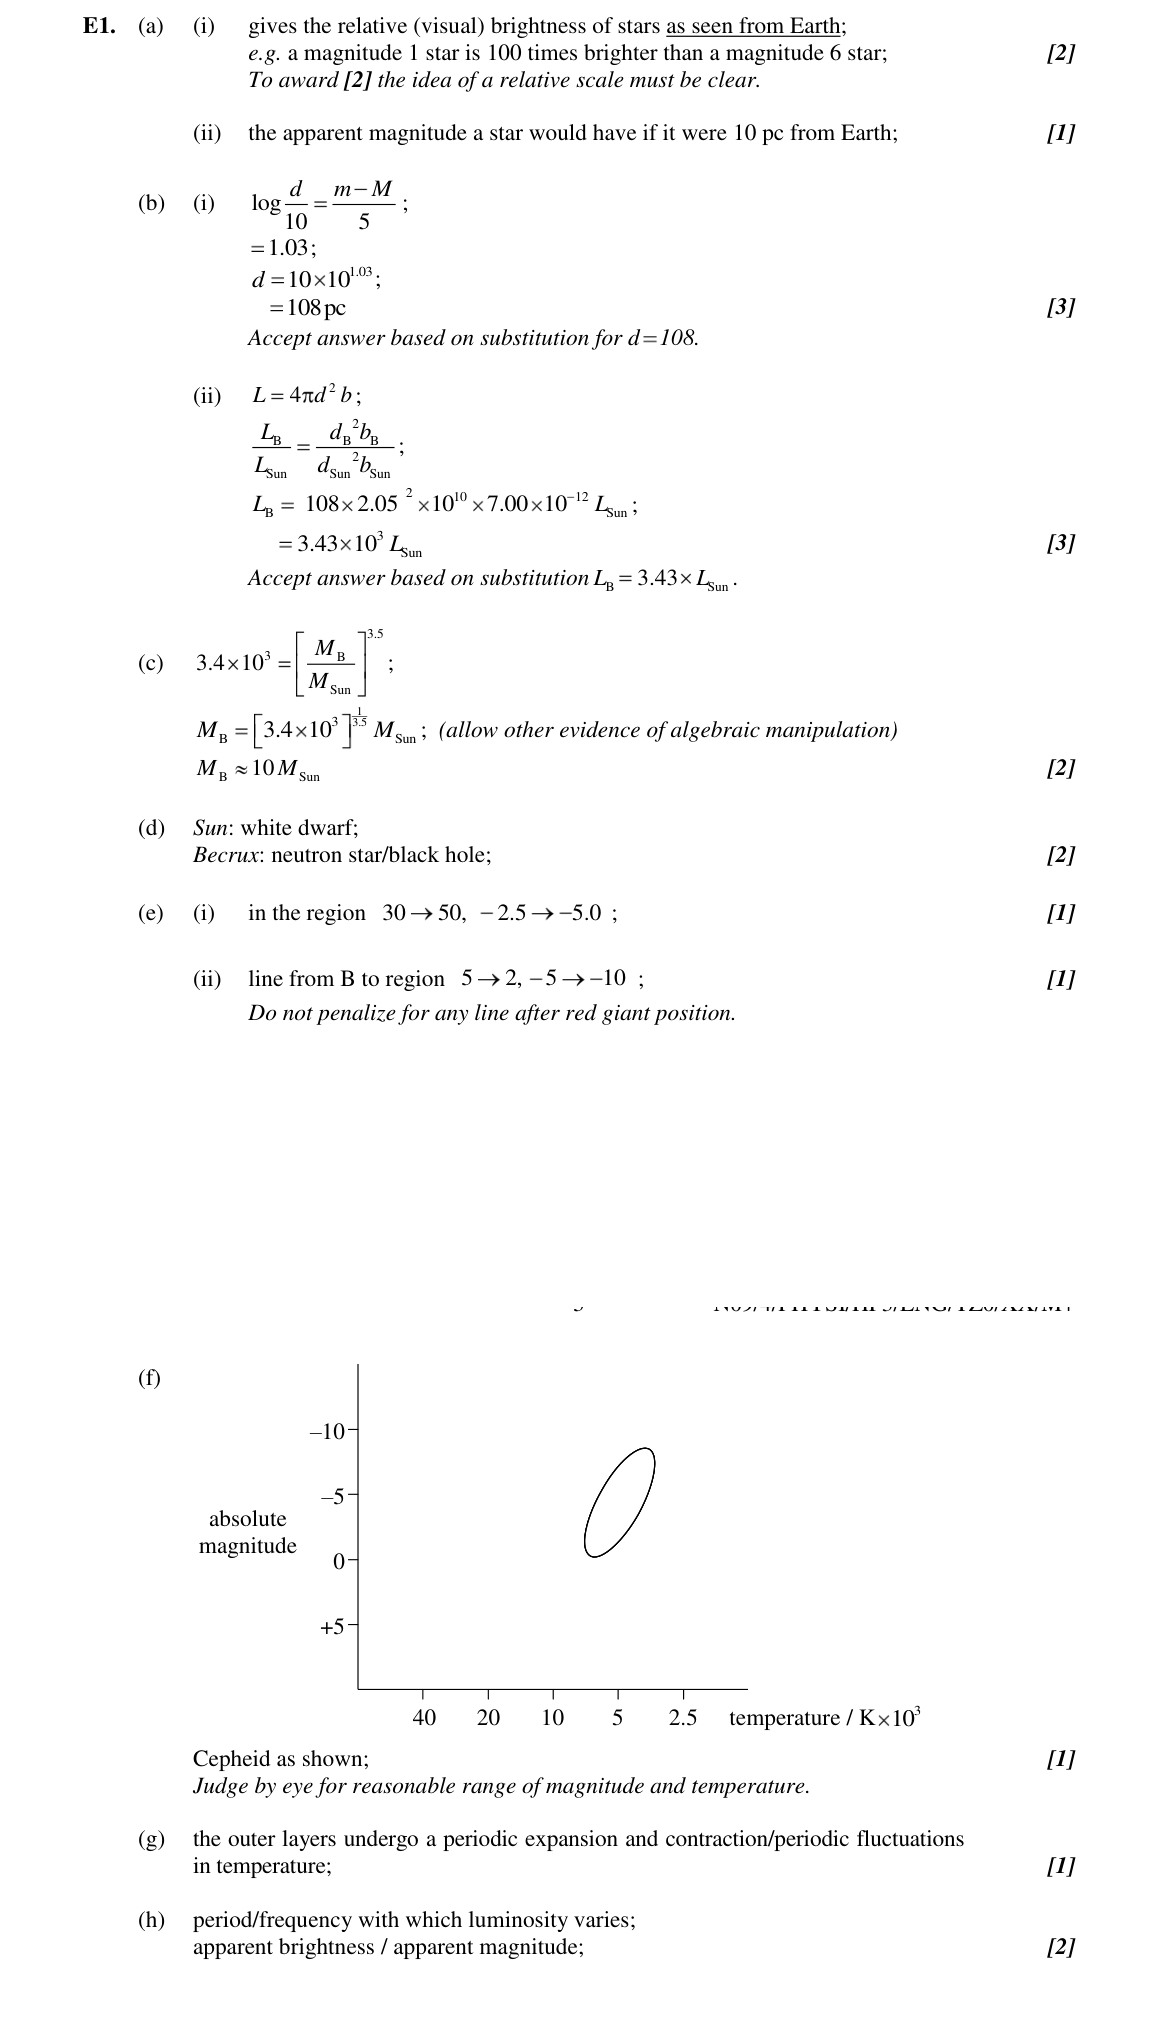 E1. (a) (i) gives the relative (visual) brightness of stars as seen from Earth;
e.g. a magnitude 1 star is 100 times brighter than a magnitude 6 star; [2]
To award [2] the idea of a relative scale must be clear.
(ii) the apparent magnitude a star would have if it were 10 pc from Earth; [1]
(b) (i) log d/10 = m−M/5 ;
= 1.03;
d = 10×10^1.03 ;
= 108 pc [3]
Accept answer based on substitution for d=108.
(ii) L = 4πd² b ;
L_B/L_Sun = d_B² b_B/d_Sun² b_Sun ;
L_B = 108×2.05 ² ×10^10 ×7.00×10^−12 L_Sun ;
= 3.43×10³ L_Sun [3]
Accept answer based on substitution L_B = 3.43× L_Sun .
(c) 3.4×10³ = [M_B/M_Sun]^3.5 ;
M_B = [3.4×10³]^1/3.5 M_Sun ; (allow other evidence of algebraic manipulation)
M_B ≈ 10 M_Sun [2]
(d) Sun: white dwarf;
Becrux: neutron star/black hole; [2]
(e) (i) in the region 30→50, −2.5→−5.0 ; [1]
(ii) line from B to region 5→2, −5→−10 ; [1]
Do not penalize for any line after red giant position.
(f)
−10
−5
absolute
magnitude
0
+5
40 20 10 5 2.5 temperature / K×10³
Cepheid as shown; [1]
Judge by eye for reasonable range of magnitude and temperature.
(g) the outer layers undergo a periodic expansion and contraction/periodic fluctuations
in temperature; [1]
(h) period/frequency with which luminosity varies;
apparent brightness / apparent magnitude; [2]